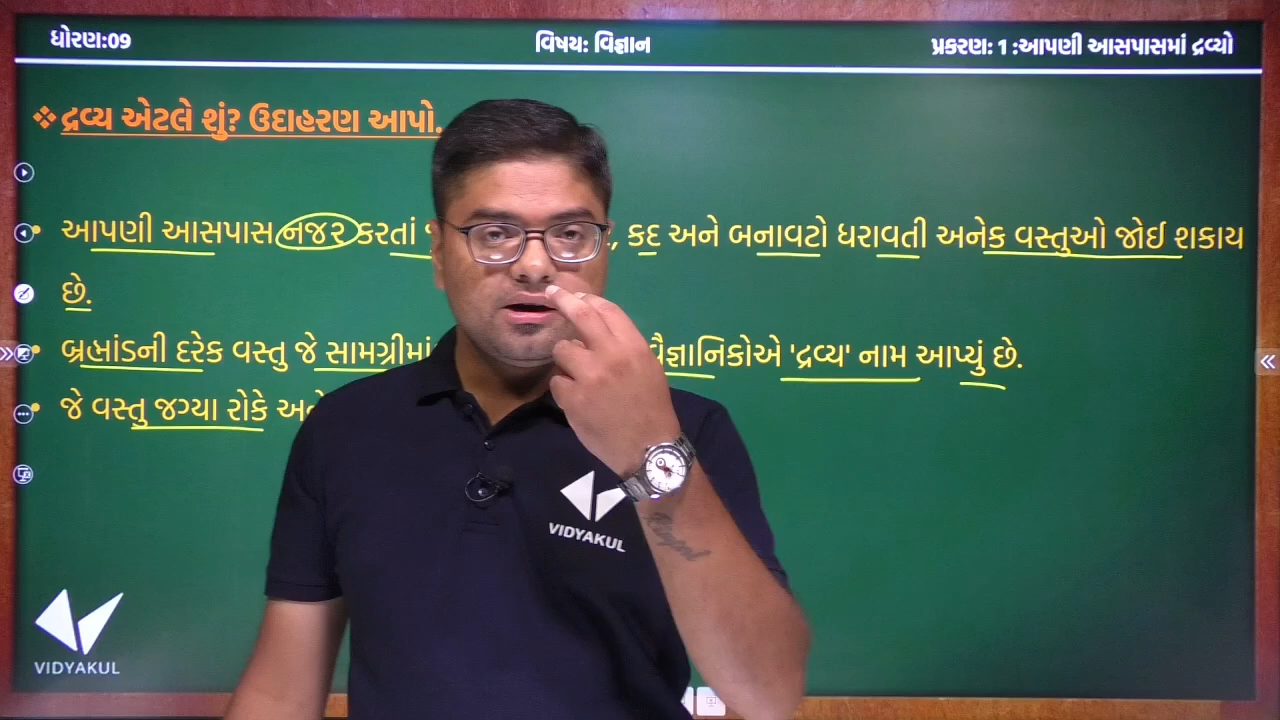 ધોરણ:09
વિષય: વિજ્ઞાન
પ્રકરણ: 1 :આપણી આસપાસમાં દ્રવ્યો
❖ દ્રવ્ય એટલે શું? ઉદાહરણ આપો.
આપણી આસપાસ નજર કરતાં , કદ અને બનાવટો ધરાવતી અનેક વસ્તુઓ જોઈ શકાય
છે.
બ્રહ્માંડની દરેક વસ્તુ જે સામગ્રીમાં વૈજ્ઞાનિકોએ 'દ્રવ્ય' નામ આપ્યું છે.
જે વસ્તુ જગ્યા રોકે
VIDYAKUL
VIDYAKUL